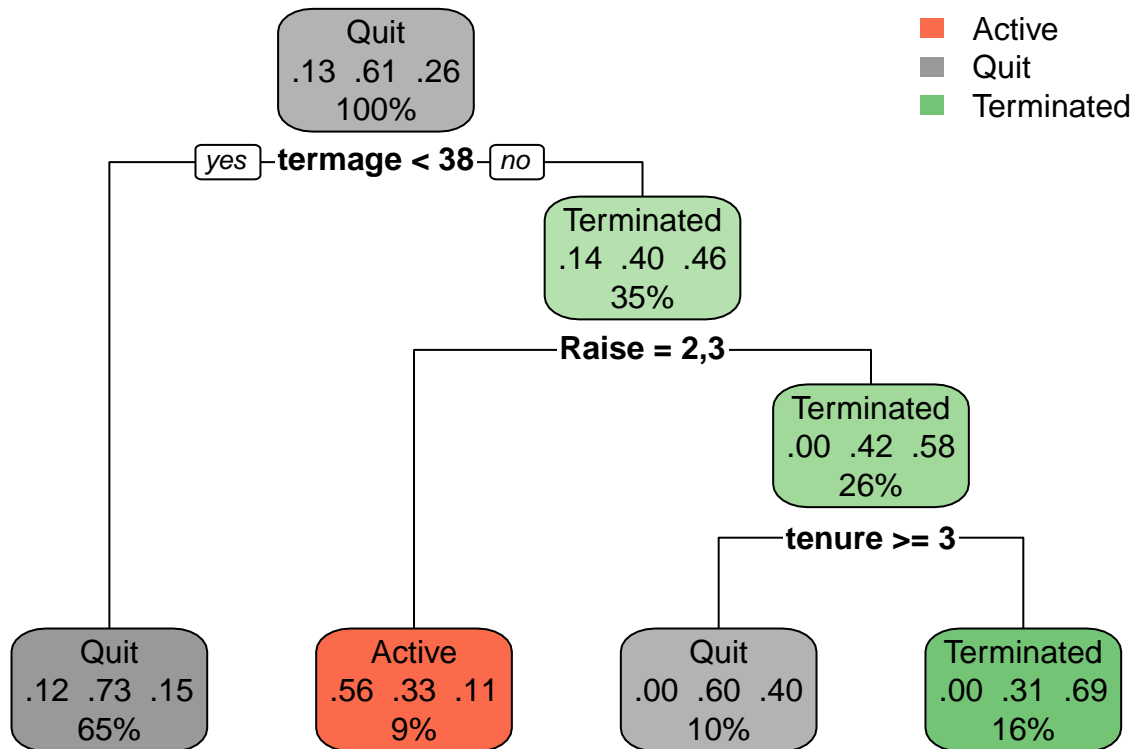 Quit
.13 .61 .26
100%
Active
Quit
Terminated
yes termage < 38 no
Terminated
.14 .40 .46
35%
Raise = 2,3
Terminated
.00 .42 .58
26%
tenure >= 3
Quit
.12 .73 .15
65%
Active
.56 .33 .11
9%
Quit
.00 .60 .40
10%
Terminated
.00 .31 .69
16%